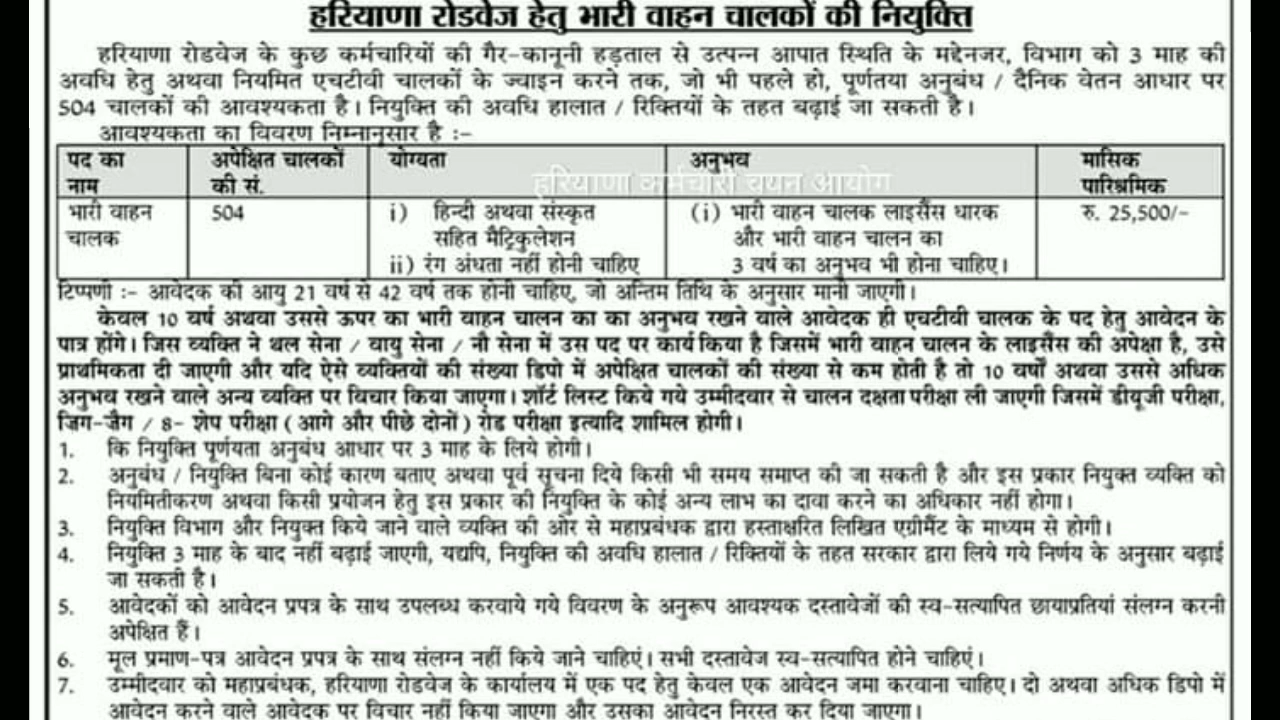 हरियाणा रोडवेज हेतु भारी वाहन चालकों की नियुक्ति
हरियाणा रोडवेज के कुछ कर्मचारियों की गैर-कानूनी हड़ताल से उत्पन्न आपात स्थिति के मद्देनजर, विभाग को 3 माह की
अवधि हेतु अथवा नियमित एचटीवी चालकों के ज्वाइन करने तक, जो भी पहले हो, पूर्णतया अनुबंध / दैनिक वेतन आधार पर
504 चालकों की आवश्यकता है। नियुक्ति की अवधि हालात / रिक्तियों के तहत बढ़ाई जा सकती है।
आवश्यकता का विवरण निम्नानुसार है :-
पद का नाम
अपेक्षित चालकों की सं.
योग्यता
अनुभव
मासिक पारिश्रमिक
हरियाणा कर्मचारी चयन आयोग
भारी वाहन चालक
504
i) हिन्दी अथवा संस्कृत
सहित मैट्रिकुलेशन
ii) रंग अंधता नहीं होनी चाहिए
(i) भारी वाहन चालक लाइसैंस धारक
और भारी वाहन चालन का
3 वर्ष का अनुभव भी होना चाहिए।
रु. 25,500/-
टिप्पणी :- आवेदक की आयु 21 वर्ष से 42 वर्ष तक होनी चाहिए, जो अन्तिम तिथि के अनुसार मानी जाएगी।
केवल 10 वर्ष अथवा उससे ऊपर का भारी वाहन चालन का का अनुभव रखने वाले आवेदक ही एचटीवी चालक के पद हेतु आवेदन के
पात्र होंगे। जिस व्यक्ति ने थल सेना / वायु सेना / नौ सेना में उस पद पर कार्य किया है जिसमें भारी वाहन चालन के लाइसैंस की अपेक्षा है, उसे
प्राथमिकता दी जाएगी और यदि ऐसे व्यक्तियों की संख्या डिपो में अपेक्षित चालकों की संख्या से कम होती है तो 10 वर्षों अथवा उससे अधिक
अनुभव रखने वाले अन्य व्यक्ति पर विचार किया जाएगा। शॉर्ट लिस्ट किये गये उम्मीदवार से चालन दक्षता परीक्षा ली जाएगी जिसमें डीयूजी परीक्षा,
जिग-जैग / 8- शेप परीक्षा ( आगे और पीछे दोनों ) रोड परीक्षा इत्यादि शामिल होगी।
1. कि नियुक्ति पूर्णयता अनुबंध आधार पर 3 माह के लिये होगी।
2. अनुबंध / नियुक्ति बिना कोई कारण बताए अथवा पूर्व सूचना दिये किसी भी समय समाप्त की जा सकती है और इस प्रकार नियुक्त व्यक्ति को
नियमितीकरण अथवा किसी प्रयोजन हेतु इस प्रकार की नियुक्ति के कोई अन्य लाभ का दावा करने का अधिकार नहीं होगा।
3. नियुक्ति विभाग और नियुक्त किये जाने वाले व्यक्ति की ओर से महाप्रबंधक द्वारा हस्ताक्षरित लिखित एग्रीमैंट के माध्यम से होगी।
4. नियुक्ति 3 माह के बाद नहीं बढ़ाई जाएगी, यद्यपि, नियुक्ति की अवधि हालात / रिक्तियों के तहत सरकार द्वारा लिये गये निर्णय के अनुसार बढ़ाई
जा सकती है।
5. आवेदकों को आवेदन प्रपत्र के साथ उपलब्ध करवाये गये विवरण के अनुरूप आवश्यक दस्तावेजों की स्व-सत्यापित छायाप्रतियां संलग्न करनी
अपेक्षित हैं।
6. मूल प्रमाण-पत्र आवेदन प्रपत्र के साथ संलग्न नहीं किये जाने चाहिएं। सभी दस्तावेज स्व-सत्यापित होने चाहिएं।
7. उम्मीदवार को महाप्रबंधक, हरियाणा रोडवेज के कार्यालय में एक पद हेतु केवल एक आवेदन जमा करवाना चाहिए। दो अथवा अधिक डिपो में
आवेदन करने वाले आवेदक पर विचार नहीं किया जाएगा और उसका आवेदन निरस्त कर दिया जाएगा।